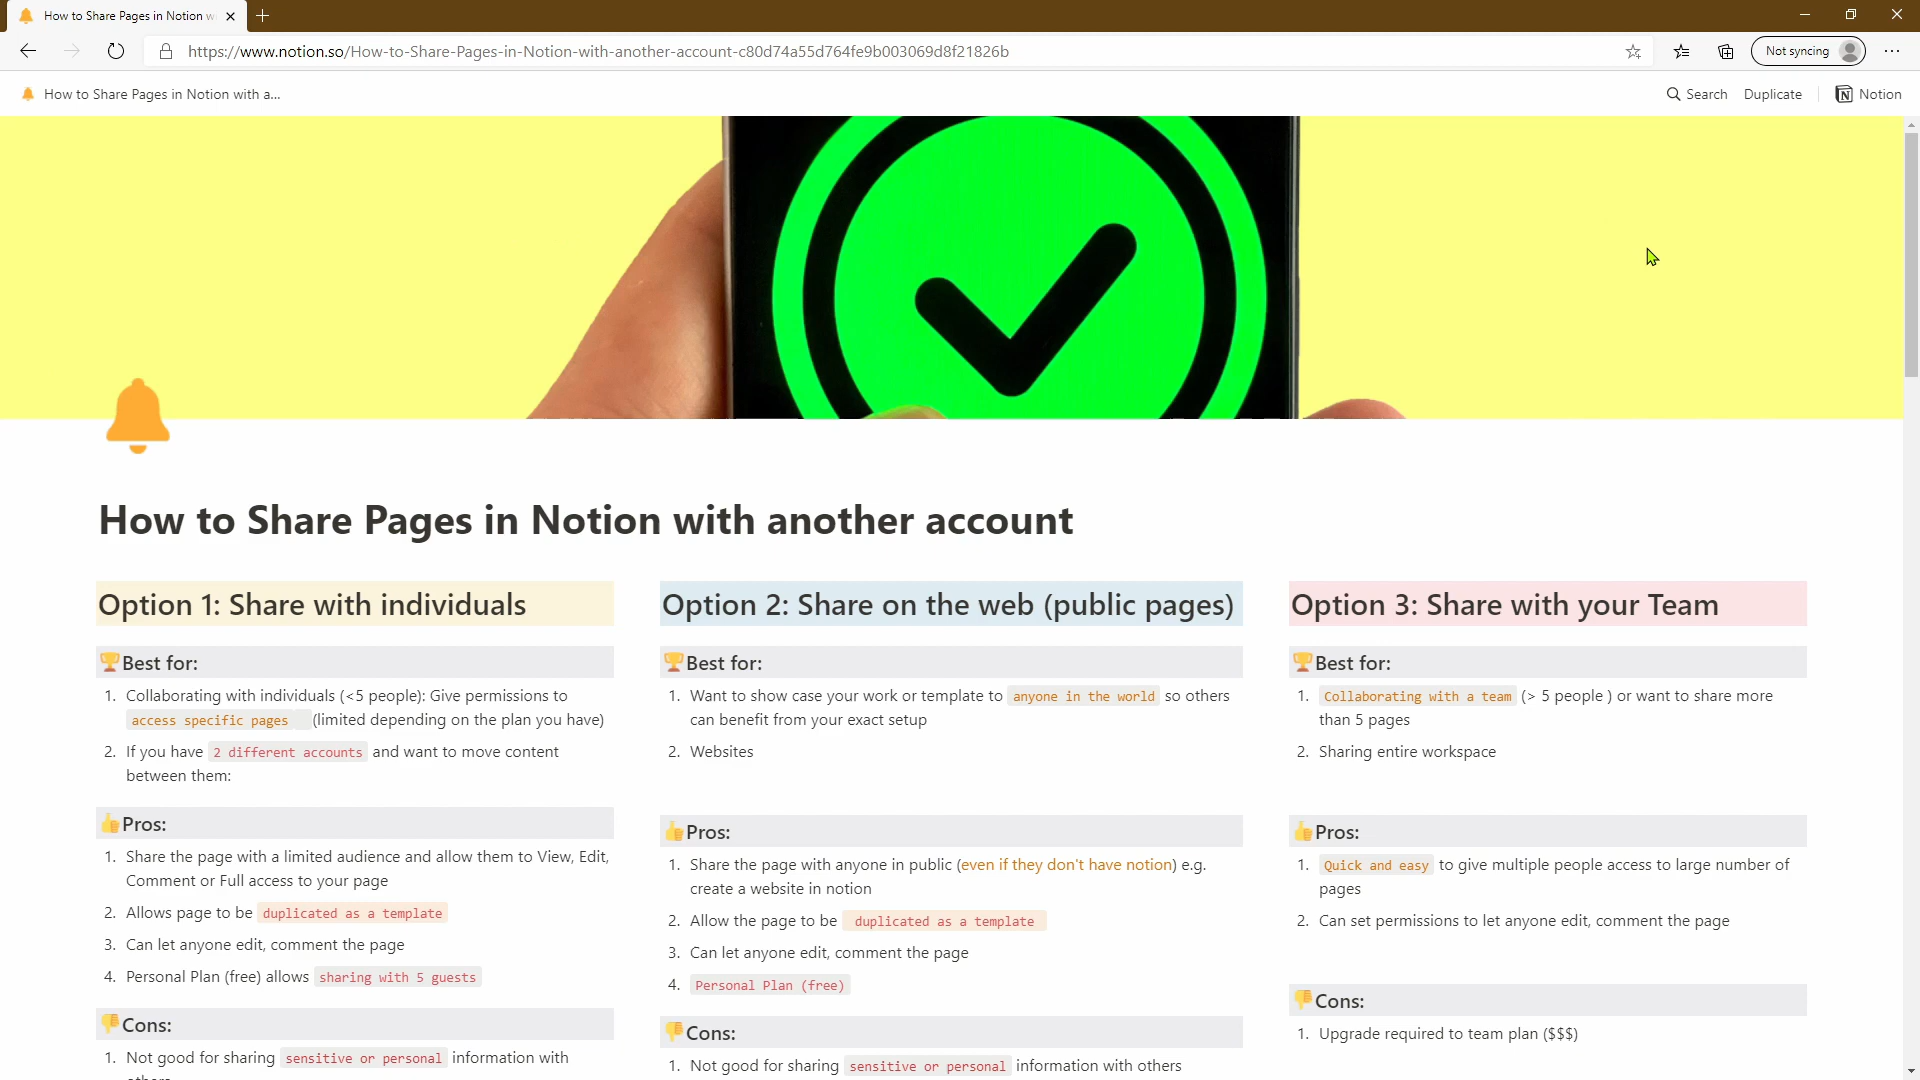 How to Share Pages in Notion w
https://www.notion.so/How-to-Share-Pages-in-Notion-with-another-account-c80d74a55d764fe9b003069d8f21826b
Not syncing
How to Share Pages in Notion with a...
Search
Duplicate
Notion
How to Share Pages in Notion with another account
Option 1: Share with individuals
🏆Best for:
1. Collaborating with individuals (<5 people): Give permissions to
access specific pages (limited depending on the plan you have)
2. If you have 2 different accounts and want to move content
between them:
👍Pros:
1. Share the page with a limited audience and allow them to View, Edit,
Comment or Full access to your page
2. Allows page to be duplicated as a template
3. Can let anyone edit, comment the page
4. Personal Plan (free) allows sharing with 5 guests
👎Cons:
1. Not good for sharing sensitive or personal information with
Option 2: Share on the web (public pages)
🏆Best for:
1. Want to show case your work or template to anyone in the world so others
can benefit from your exact setup
2. Websites
👍Pros:
1. Share the page with anyone in public (even if they don't have notion) e.g.
create a website in notion
2. Allow the page to be duplicated as a template
3. Can let anyone edit, comment the page
4. Personal Plan (free)
👎Cons:
1. Not good for sharing sensitive or personal information with others
Option 3: Share with your Team
🏆Best for:
1. Collaborating with a team (> 5 people ) or want to share more
than 5 pages
2. Sharing entire workspace
👍Pros:
1. Quick and easy to give multiple people access to large number of
pages
2. Can set permissions to let anyone edit, comment the page
👎Cons:
1. Upgrade required to team plan ($$$)